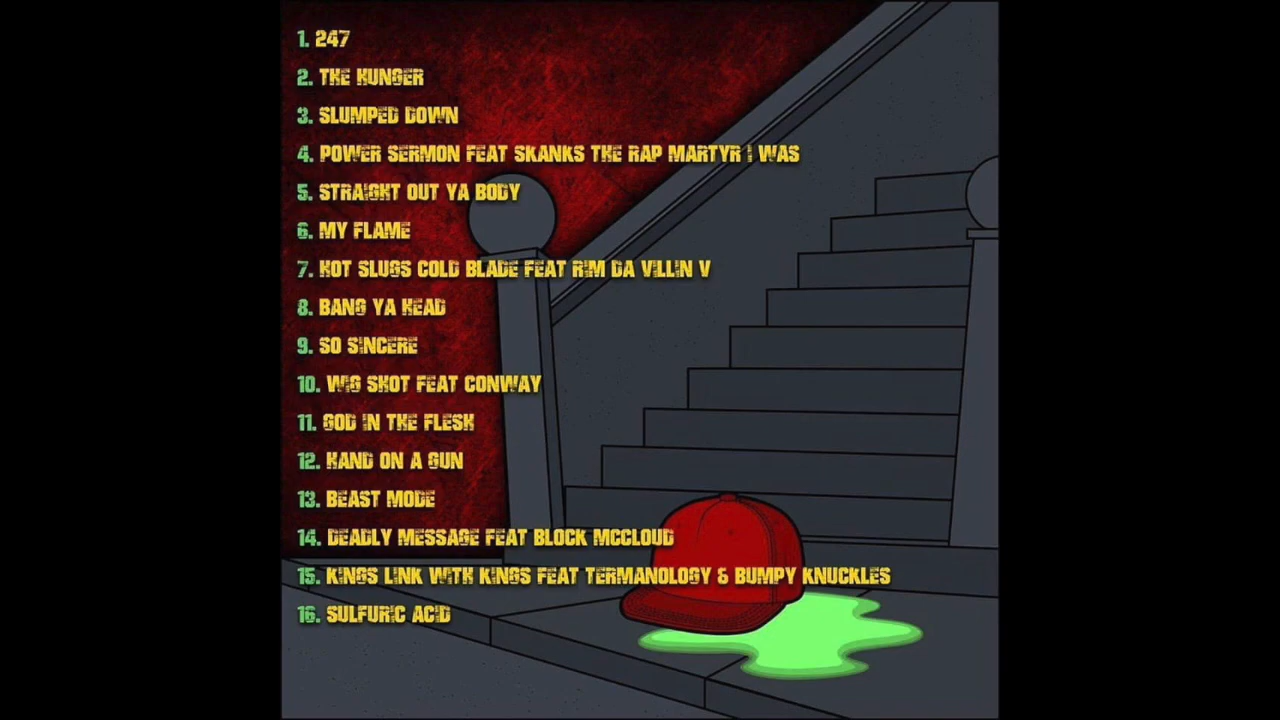 1. 247
2. THE HUNGER
3. SLUMPED DOWN
4. POWER SERMON FEAT SKANKS THE RAP MARTYR I WAS
5. STRAIGHT OUT YA BODY
6. MY FLAME
7. HOT SLUGS COLD BLADE FEAT RIM DA VILLIN V
8. BANG YA HEAD
9. SO SINCERE
10. WIG SHOT FEAT CONWAY
11. GOD IN THE FLESH
12. HAND ON A GUN
13. BEAST MODE
14. DEADLY MESSAGE FEAT BLOCK MCCLOUD
15. KINGS LINK WITH KINGS FEAT TERMANOLOGY & BUMPY KNUCKLES
16. SULFURIC ACID